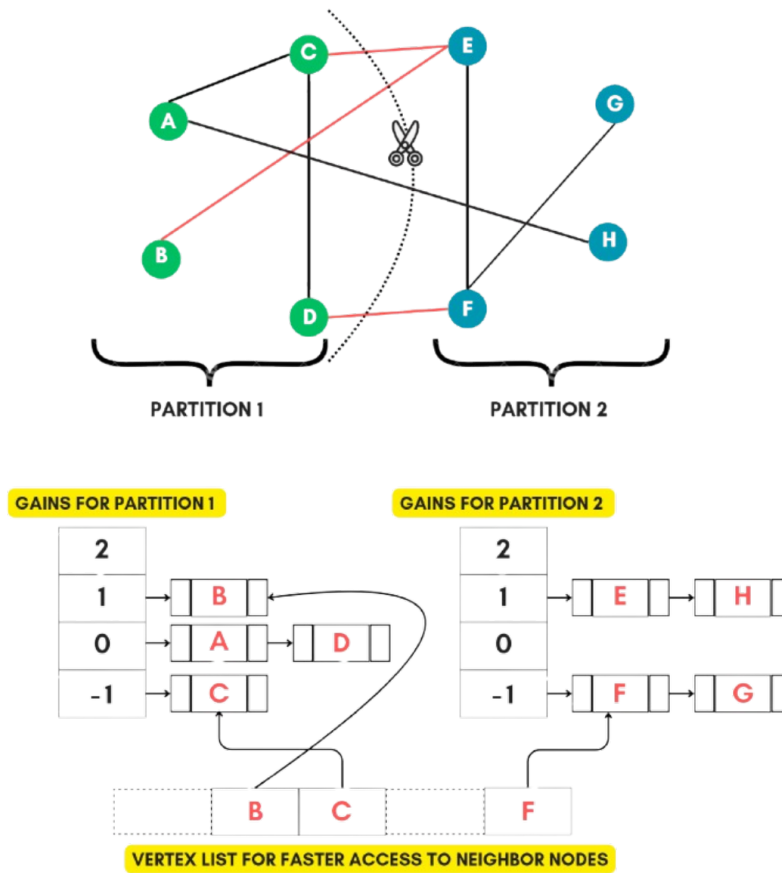 C
E
A
G
B
H
D
F
PARTITION 1
PARTITION 2
GAINS FOR PARTITION 1
GAINS FOR PARTITION 2
2
2
1 B
1 E H
0 A D
0
-1 C
-1 F G
B C F
VERTEX LIST FOR FASTER ACCESS TO NEIGHBOR NODES